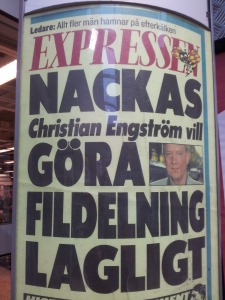 Ledare: Allt fler män hamnar på efterkälken
EXPRESSEN
NACKAS
Christian Engström vill
GÖRA
FILDELNING
LAGLIGT